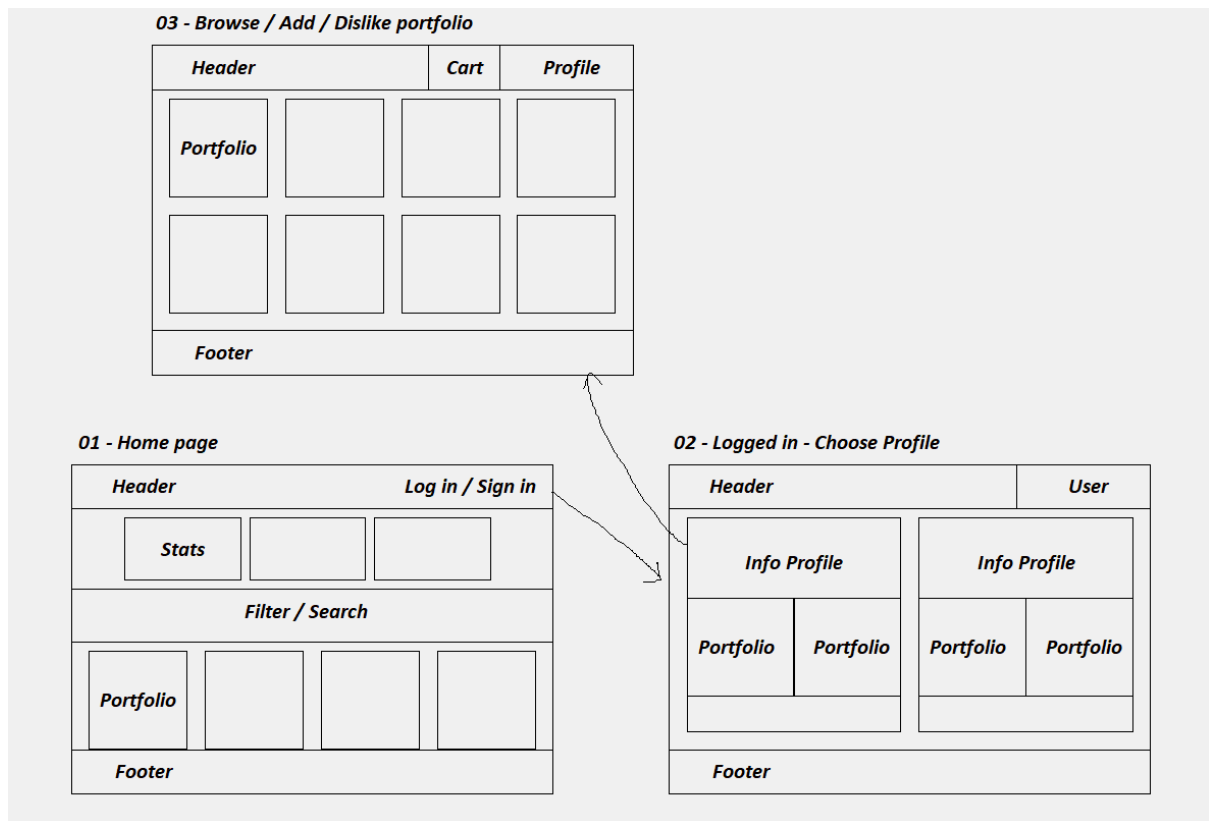 03 - Browse / Add / Dislike portfolio
Header Cart Profile
Portfolio
Footer
01 - Home page
Header Log in / Sign in
Stats
Filter / Search
Portfolio
Footer
02 - Logged in - Choose Profile
Header User
Info Profile Info Profile
Portfolio Portfolio Portfolio Portfolio
Footer